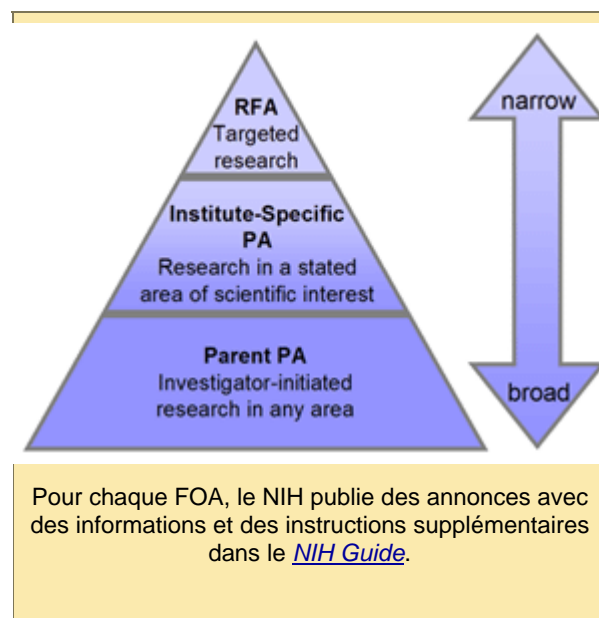 RFA
Targeted
research
Institute-Specific
PA
Research in a stated
area of scientific interest
Parent PA
Investigator-initiated
research in any area
narrow
broad
Pour chaque FOA, le NIH publie des annonces avec
des informations et des instructions supplémentaires
dans le NIH Guide.